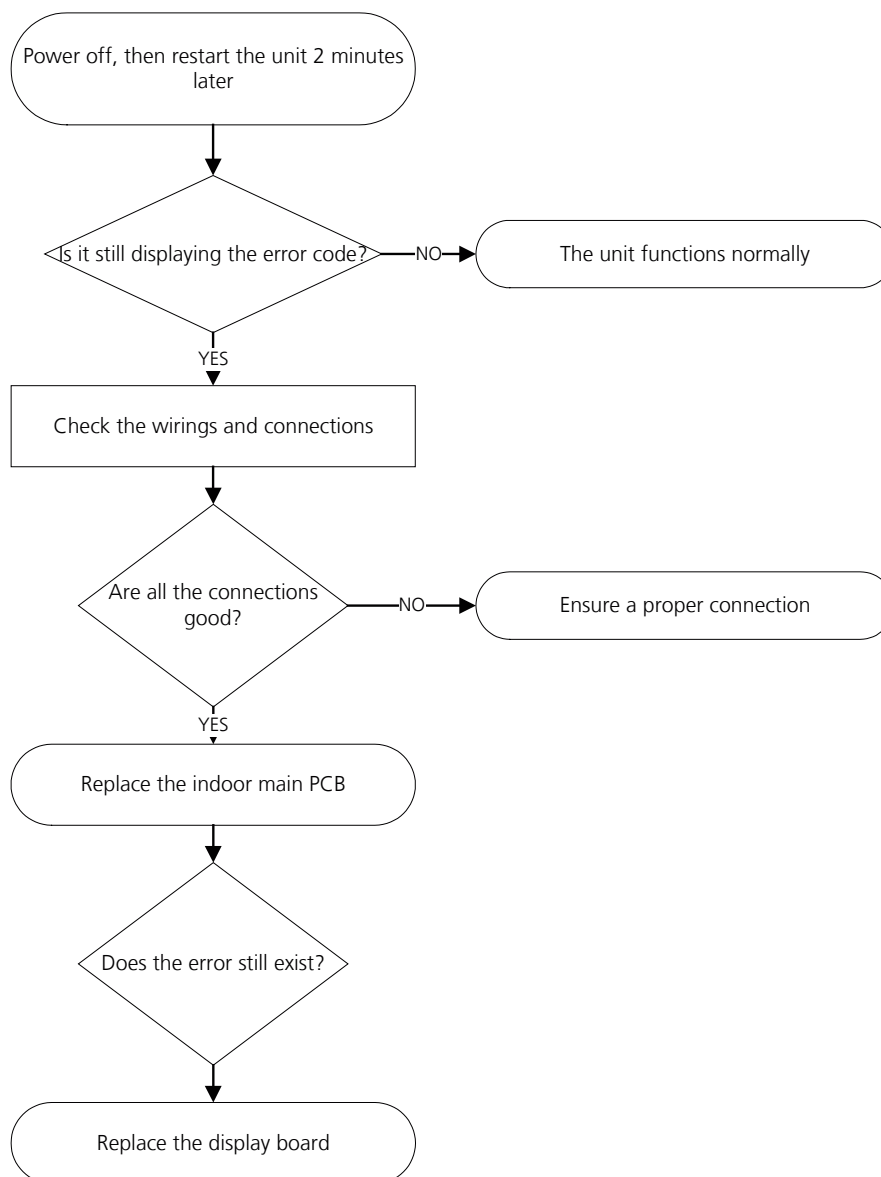 Power off, then restart the unit 2 minutes
later
Is it still displaying the error code?
NO
The unit functions normally
YES
Check the wirings and connections
Are all the connections
good?
NO
Ensure a proper connection
YES
Replace the indoor main PCB
Does the error still exist?
Replace the display board